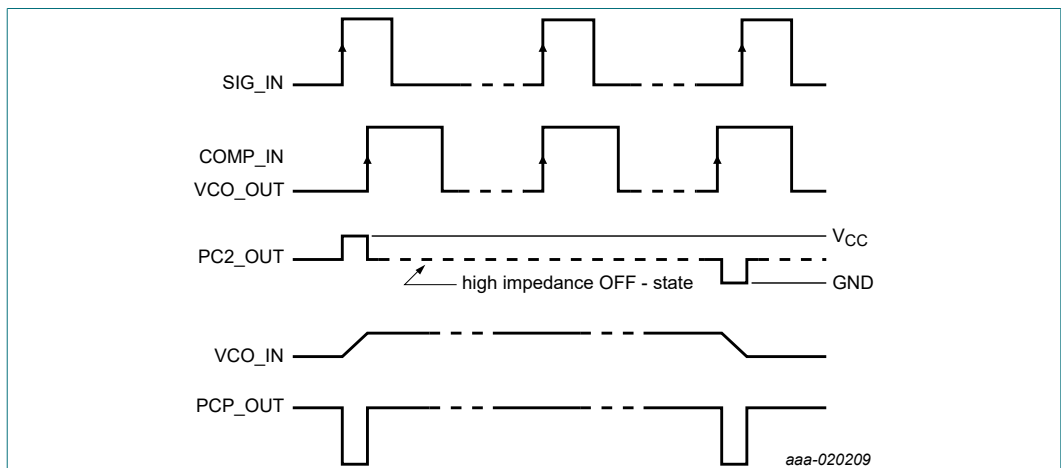 SIG_IN
COMP_IN
VCO_OUT
PC2_OUT
VCC
high impedance OFF - state
GND
VCO_IN
PCP_OUT
aaa-020209